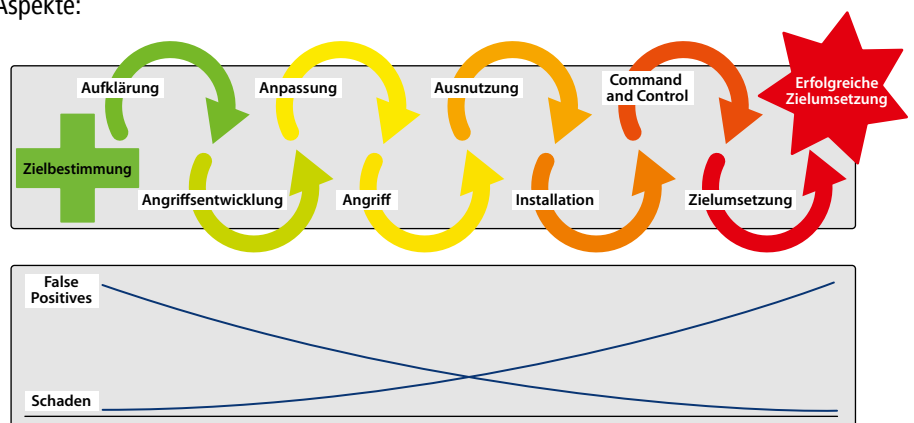 Aspekte:
Aufklärung
Anpassung
Ausnutzung
Command
and Control
Erfolgreiche
Zielumsetzung
Zielbestimmung
Angriffsentwicklung
Angriff
Installation
Zielumsetzung
False
Positives
Schaden